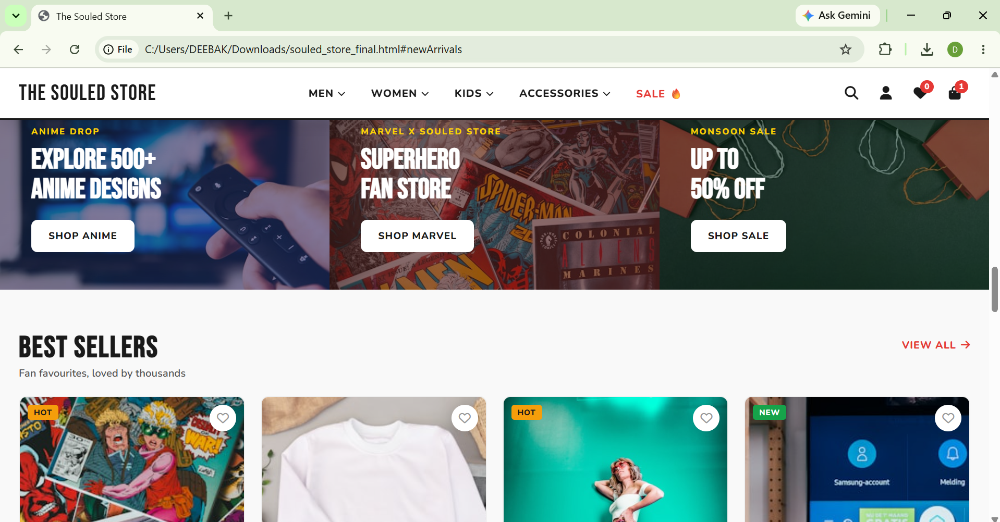 The Souled Store
Ask Gemini
File
C:/Users/DEEBAK/Downloads/souled_store_final.html#newArrivals
D
THE SOULED STORE
MEN
WOMEN
KIDS
ACCESSORIES
SALE 🔥
0
1
ANIME DROP
EXPLORE 500+
ANIME DESIGNS
SHOP ANIME
MARVEL X SOULED STORE
SUPERHERO
FAN STORE
SHOP MARVEL
SPIDER-MAN
COLONIAL
ALIENS
MARINES
MONSOON SALE
UP TO
50% OFF
SHOP SALE
BEST SELLERS
Fan favourites, loved by thousands
VIEW ALL →
HOT
WAR!
HOT
NEW
Samsung-account
Melding
GRATIS